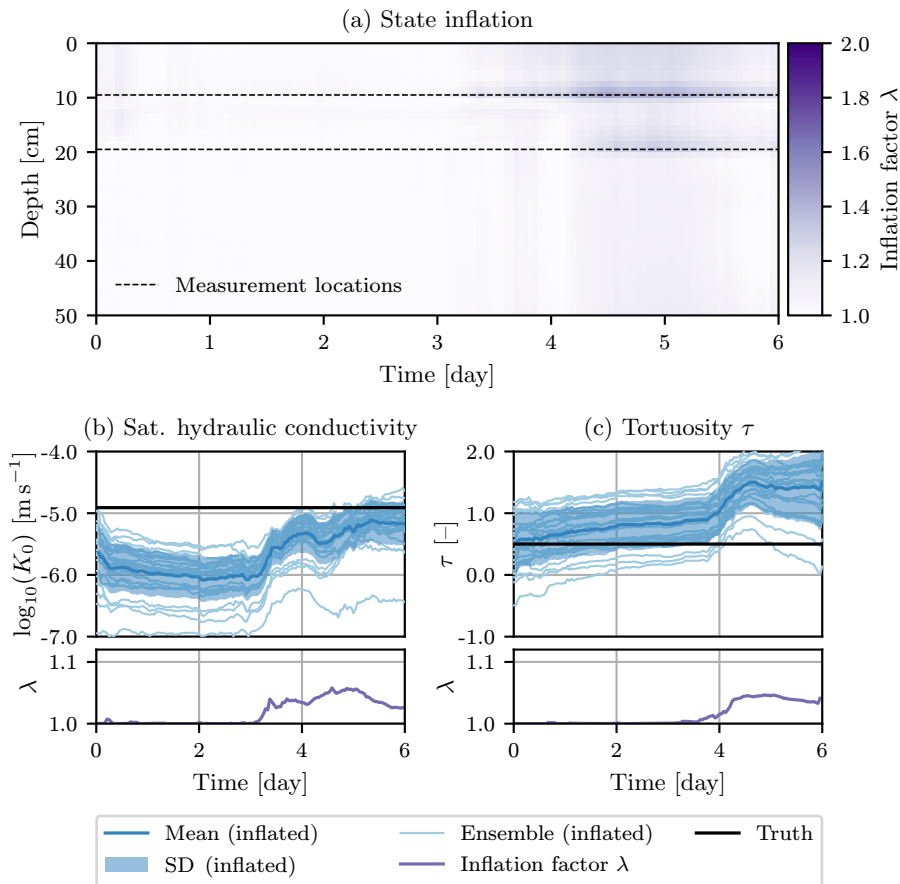 (a) State inflation
0
10
20
30
40
50
Depth [cm]
Measurement locations
0 1 2 3 4 5 6
Time [day]
2.0
1.8
1.6
1.4
1.2
1.0
Inflation factor λ
(b) Sat. hydraulic conductivity
-4.0
-5.0
-6.0
-7.0
log₁₀(K₀) [m s⁻¹]
1.1
1.0
λ
0 2 4 6
Time [day]
(c) Tortuosity τ
2.0
1.0
0.0
-1.0
τ [–]
1.1
1.0
λ
0 2 4 6
Time [day]
Mean (inflated) Ensemble (inflated) Truth
SD (inflated) Inflation factor λ